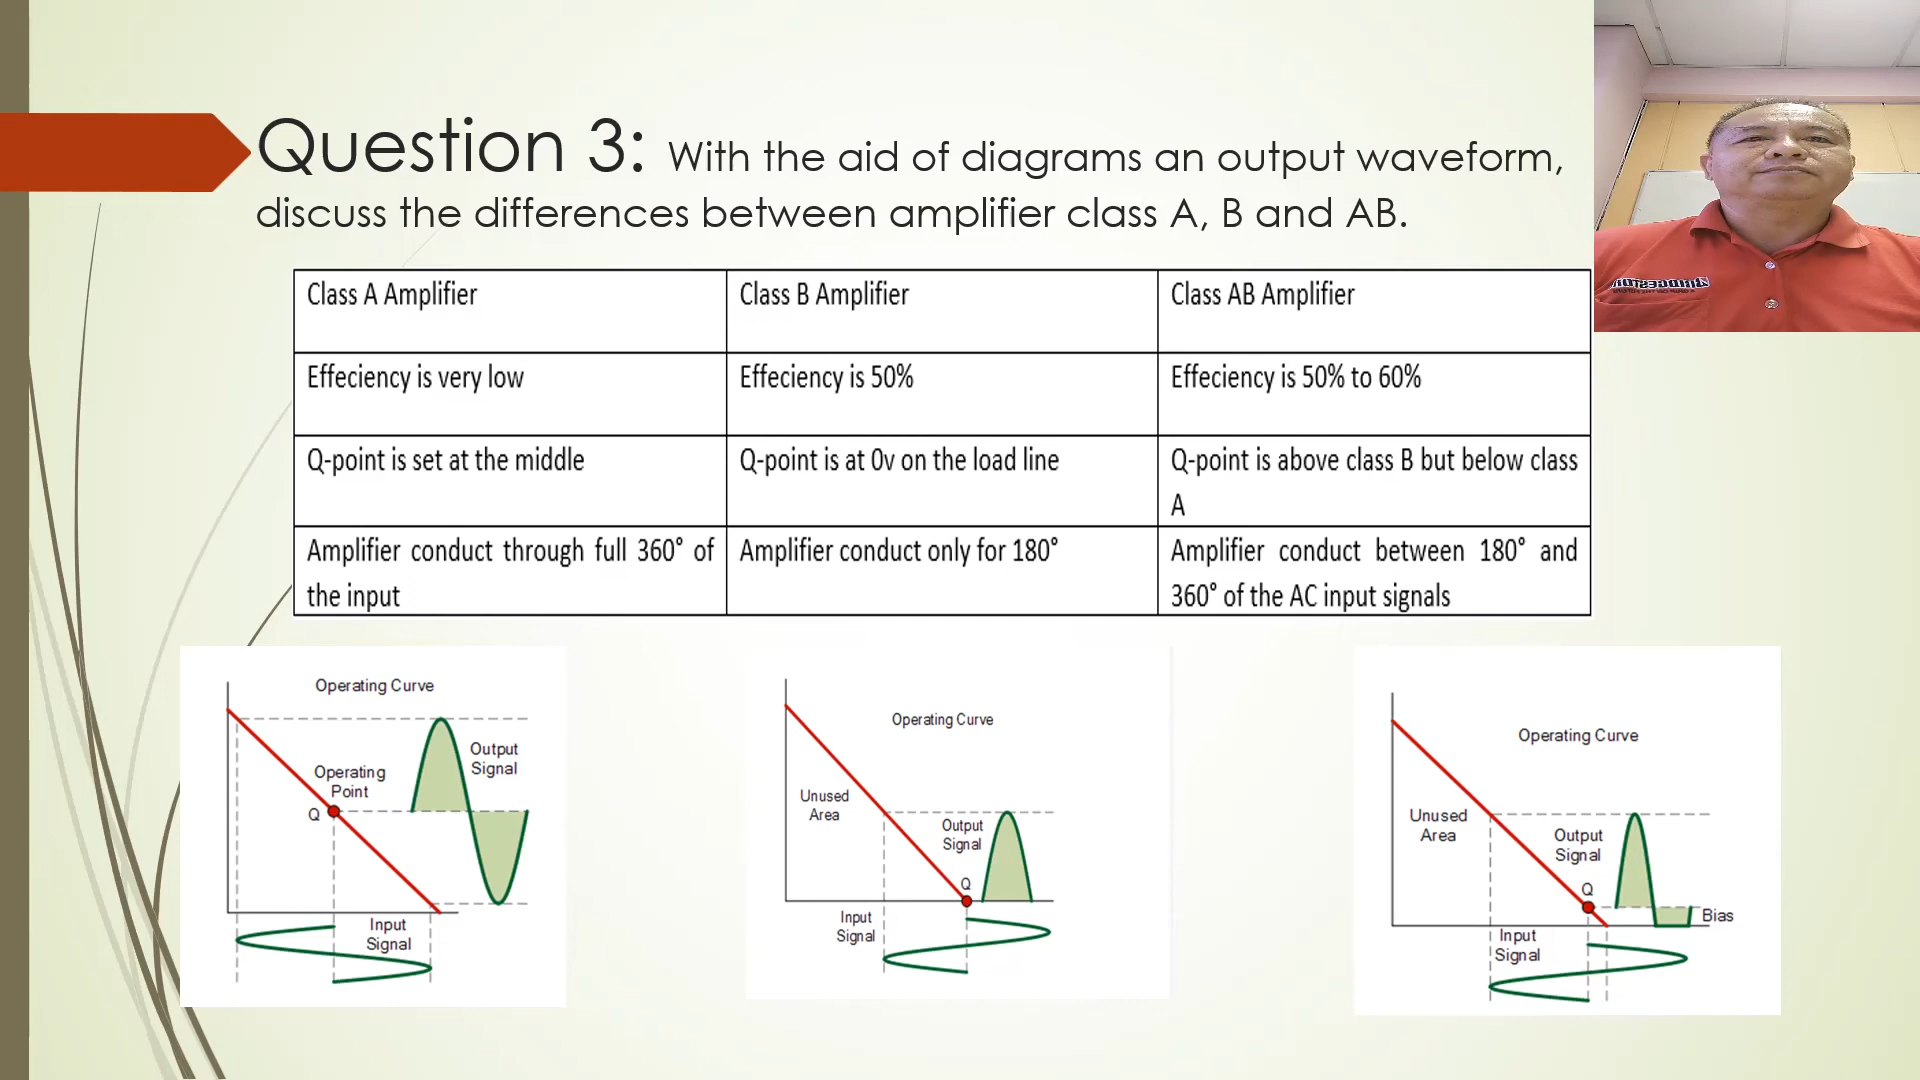 Question 3: With the aid of diagrams an output waveform,
discuss the differences between amplifier class A, B and AB.
Class A Amplifier
Class B Amplifier
Class AB Amplifier
Effeciency is very low
Effeciency is 50%
Effeciency is 50% to 60%
Q-point is set at the middle
Q-point is at 0v on the load line
Q-point is above class B but below class
A
Amplifier conduct through full 360° of
the input
Amplifier conduct only for 180°
Amplifier conduct between 180° and
360° of the AC input signals
Operating Curve
Output
Signal
Operating
Point
Q
Input
Signal
Operating Curve
Unused
Area
Output
Signal
Q
Input
Signal
Operating Curve
Unused
Area
Output
Signal
Q
Bias
Input
Signal